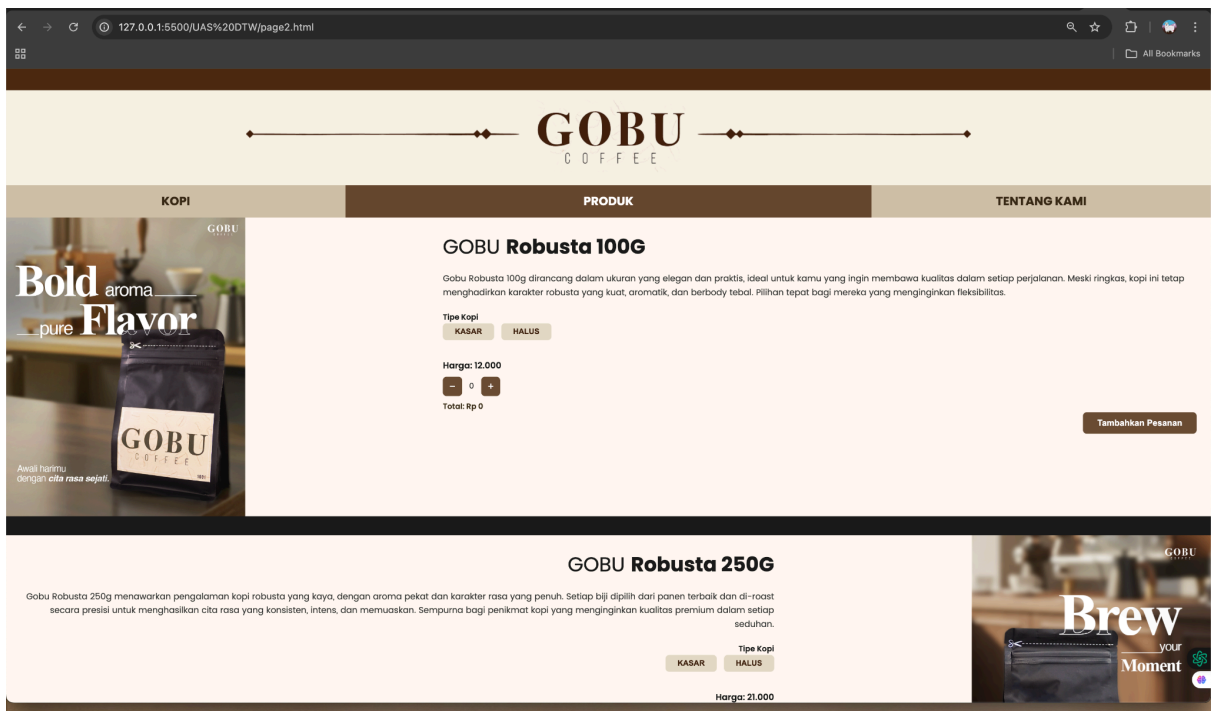 127.0.0.1:5500/UAS%20DTW/page2.html
All Bookmarks
GOBU
COFFEE
KOPI
PRODUK
TENTANG KAMI
GOBU
Bold aroma
pure Flavor
GOBU
COFFEE
Awali harimu
dengan cita rasa sejati.
GOBU Robusta 100G
Gobu Robusta 100g dirancang dalam ukuran yang elegan dan praktis, ideal untuk kamu yang ingin membawa kualitas dalam setiap perjalanan. Meski ringkas, kopi ini tetap
menghadirkan karakter robusta yang kuat, aromatik, dan berbody tebal. Pilihan tepat bagi mereka yang menginginkan fleksibilitas.
Tipe Kopi
KASAR HALUS
Harga: 12.000
− 0 +
Total: Rp 0
Tambahkan Pesanan
GOBU Robusta 250G
Gobu Robusta 250g menawarkan pengalaman kopi robusta yang kaya, dengan aroma pekat dan karakter rasa yang penuh. Setiap biji dipilih dari panen terbaik dan di-roast
secara presisi untuk menghasilkan cita rasa yang konsisten, intens, dan memuaskan. Sempurna bagi penikmat kopi yang menginginkan kualitas premium dalam setiap
seduhan.
Tipe Kopi
KASAR HALUS
Harga: 21.000
GOBU
Brew
your
Moment